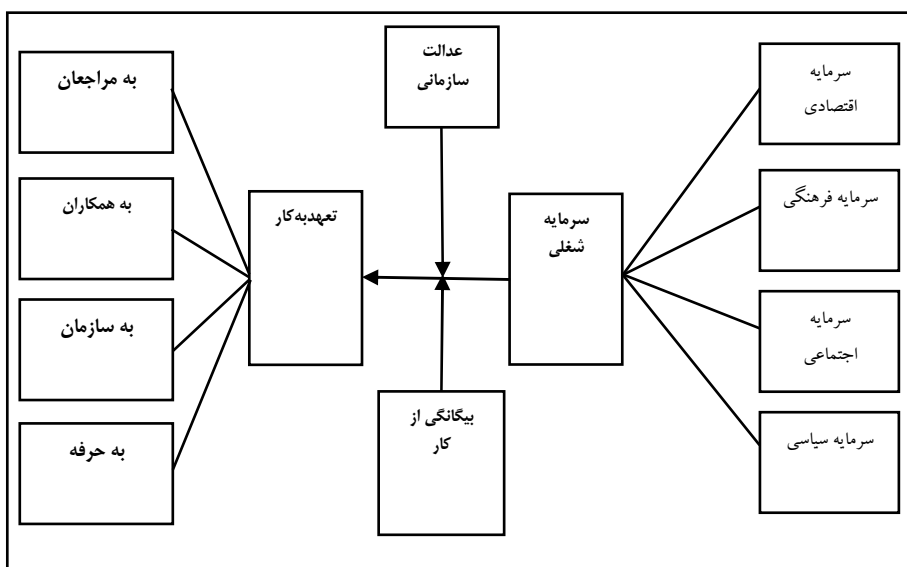 سرمایه
اقتصادی
سرمایه فرهنگی
سرمایه
اجتماعی
سرمایه سیاسی
سرمایه
شغلی
عدالت
سازمانی
بیگانگی از
کار
تعهدبه‌کار
به مراجعان
به همکاران
به سازمان
به حرفه